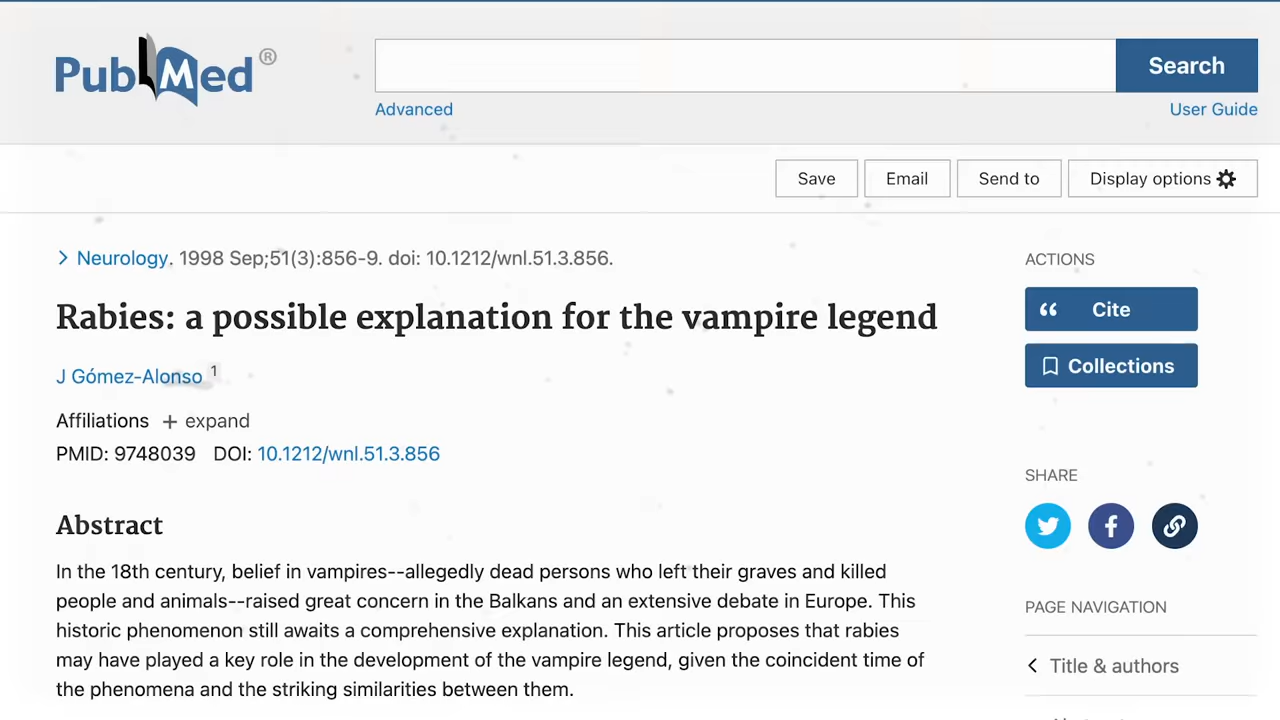 PubMed®
Search
Advanced
User Guide
Save
Email
Send to
Display options
Neurology. 1998 Sep;51(3):856-9. doi: 10.1212/wnl.51.3.856.
Rabies: a possible explanation for the vampire legend
J Gómez-Alonso 1
Affiliations + expand
PMID: 9748039 DOI: 10.1212/wnl.51.3.856
Abstract
In the 18th century, belief in vampires--allegedly dead persons who left their graves and killed
people and animals--raised great concern in the Balkans and an extensive debate in Europe. This
historic phenomenon still awaits a comprehensive explanation. This article proposes that rabies
may have played a key role in the development of the vampire legend, given the coincident time of
the phenomena and the striking similarities between them.
ACTIONS
Cite
Collections
SHARE
PAGE NAVIGATION
Title & authors